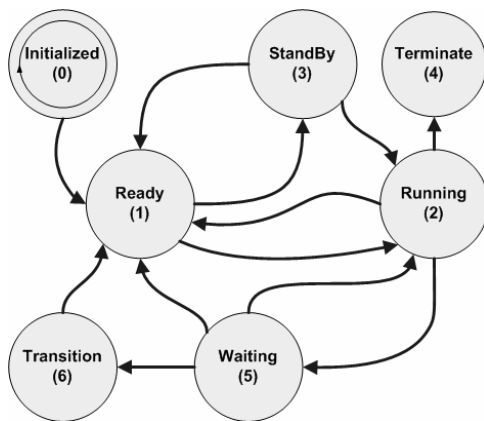 Initialized
(0)
StandBy
(3)
Terminate
(4)
Ready
(1)
Running
(2)
Transition
(6)
Waiting
(5)